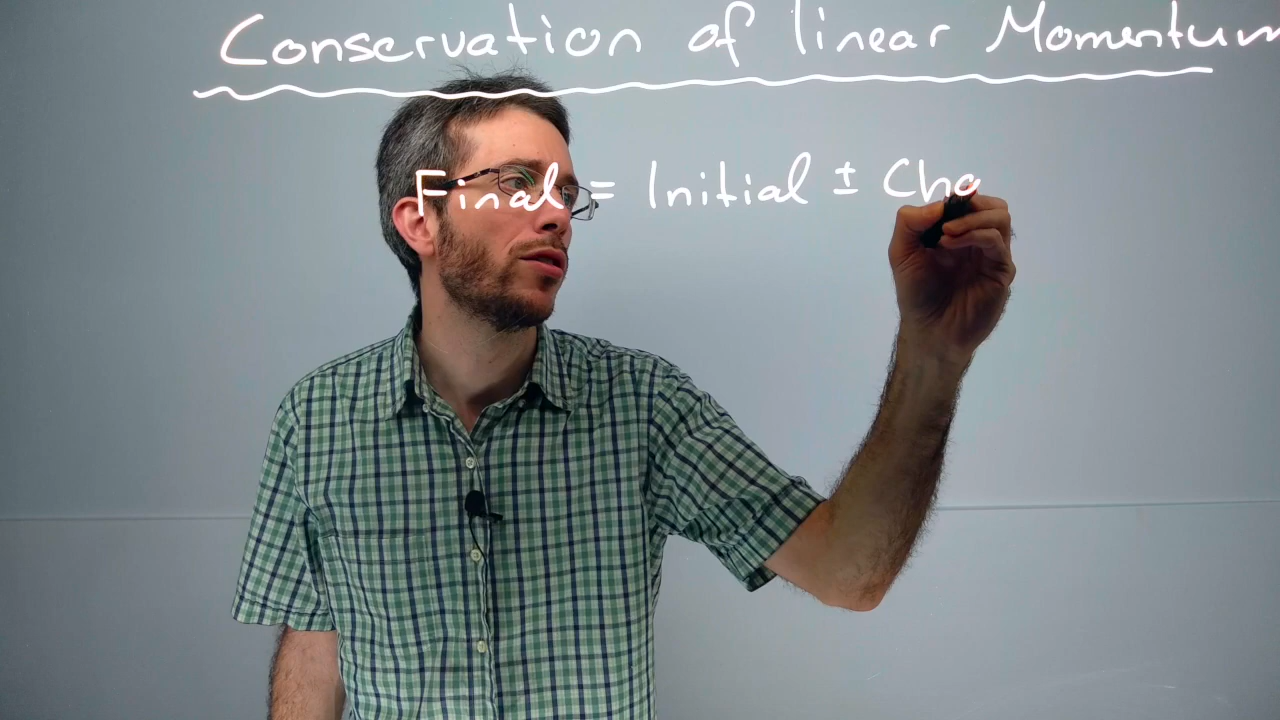 Conservation of linear Momentum
Final = Initial ± Cha